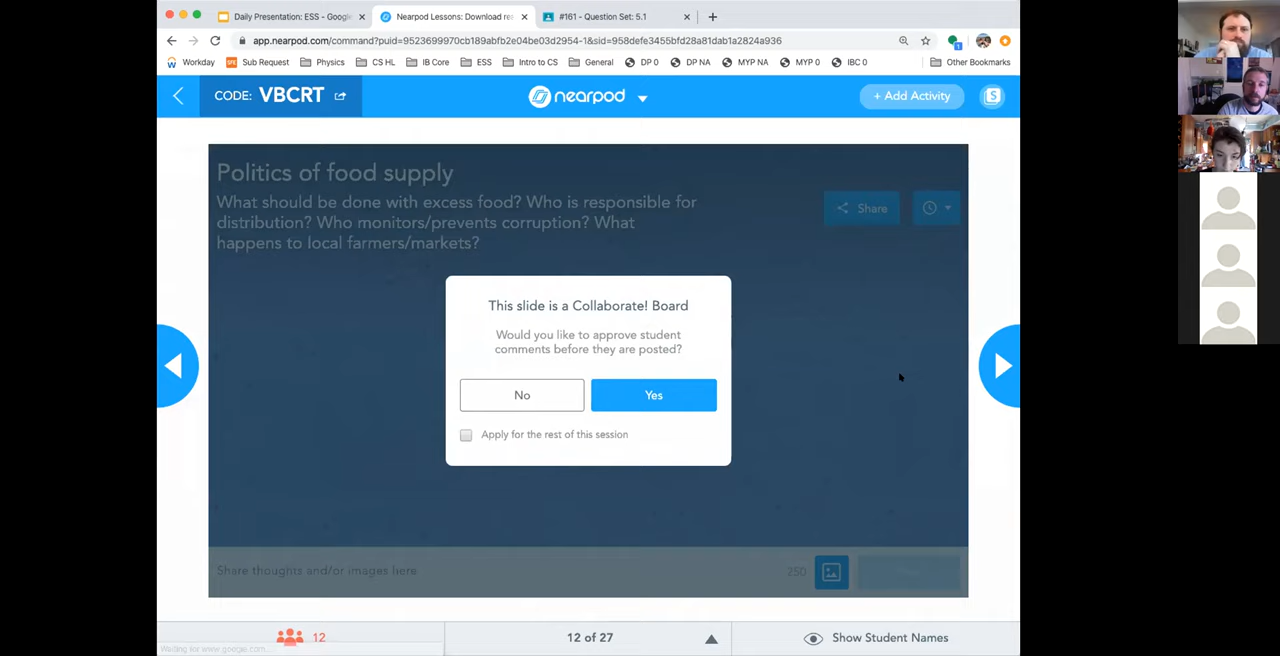 Daily Presentation: ESS - Google
Nearpod Lessons: Download re
#161 - Question Set: 5.1
app.nearpod.com/command?puid=9523699970cb189abfb2e04be03d2954-1&sid=958defe3455bfd28a81dab1a2824a936
Workday
Sub Request
Physics
CS HL
IB Core
ESS
Intro to CS
General
DP 0
DP NA
MYP NA
MYP 0
IBC 0
Other Bookmarks
CODE: VBCRT
nearpod
+ Add Activity
S
Politics of food supply
What should be done with excess food? Who is responsible for
distribution? Who monitors/prevents corruption? What
happens to local farmers/markets?
Share
This slide is a Collaborate! Board
Would you like to approve student
comments before they are posted?
No
Yes
Apply for the rest of this session
Share thoughts and/or images here
250
12
12 of 27
Show Student Names
Waiting for www.google.com...